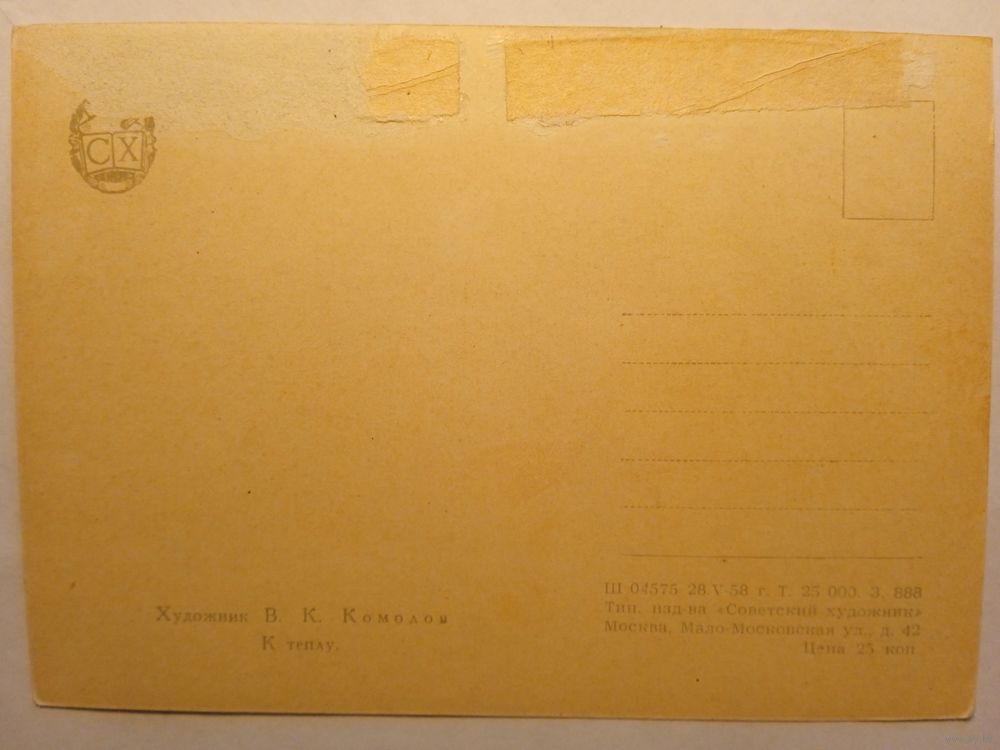 СХ
Художник В. К. Комолов
К теплу.
Ш 04575 28.V-58 г. Т. 25 000. З. 888
Тип. изд-ва «Советский художник»
Москва, Мало-Московская ул., д. 42
Цена 25 коп